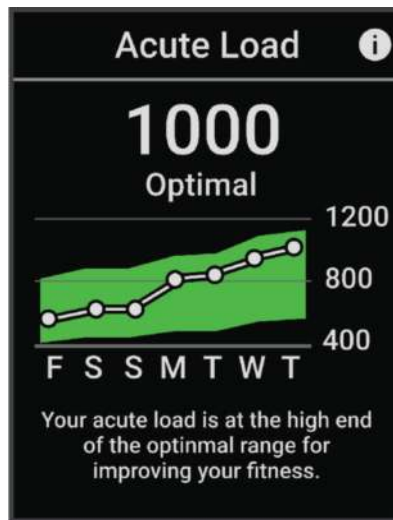 Acute Load i
1000
Optimal
1200
800
400
F S S M T W T
Your acute load is at the high end
of the optinmal range for
improving your fitness.